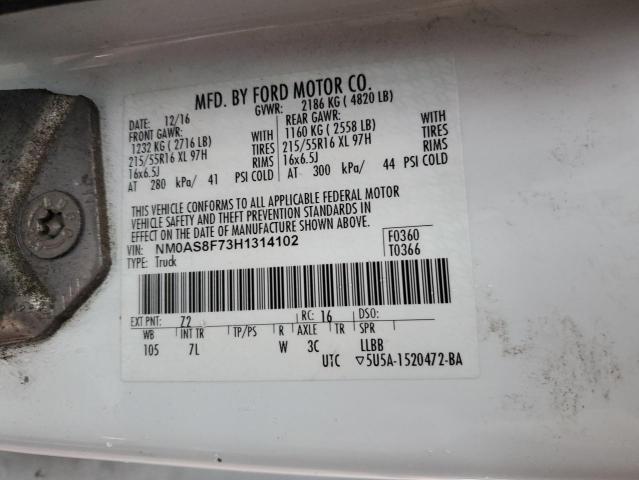 MFD. BY FORD MOTOR CO.
DATE: 12/16 GVWR: 2186 KG ( 4820 LB)
FRONT GAWR: REAR GAWR:
1232 KG ( 2716 LB) WITH 1160 KG ( 2558 LB) WITH
215/55R16 XL 97H TIRES 215/55R16 XL 97H TIRES
16x6.5J RIMS 16x6.5J RIMS
AT 280 kPa/ 41 PSI COLD AT 300 kPa/ 44 PSI COLD
THIS VEHICLE CONFORMS TO ALL APPLICABLE FEDERAL MOTOR
VEHICLE SAFETY AND THEFT PREVENTION STANDARDS IN
EFFECT ON THE DATE OF MANUFACTURE SHOWN ABOVE.
VIN: NM0AS8F73H1314102 F0360
TYPE: Truck T0366
EXT PNT: Z2 RC: 16 DSO:
WB INT TR TP/PS R AXLE TR SPR
105 7L W 3C LLBB
UTC ▽5U5A-1520472-BA